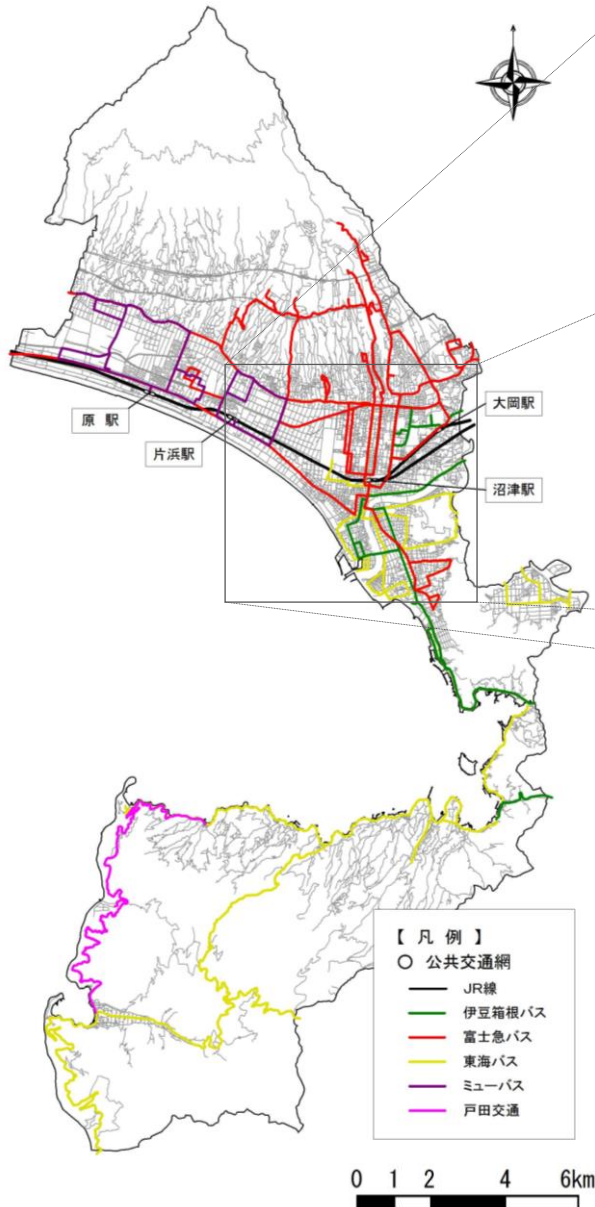 大岡駅
原 駅
片浜駅
沼津駅
【 凡 例 】
○ 公共交通網
JR線
伊豆箱根バス
富士急バス
東海バス
ミューバス
戸田交通
0 1 2 4 6km